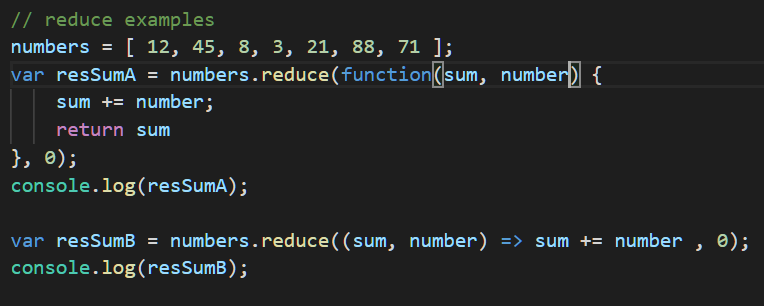 // reduce examples
numbers = [ 12, 45, 8, 3, 21, 88, 71 ];
var resSumA = numbers.reduce(function(sum, number) {
    sum += number;
    return sum
}, 0);
console.log(resSumA);

var resSumB = numbers.reduce((sum, number) => sum += number , 0);
console.log(resSumB);